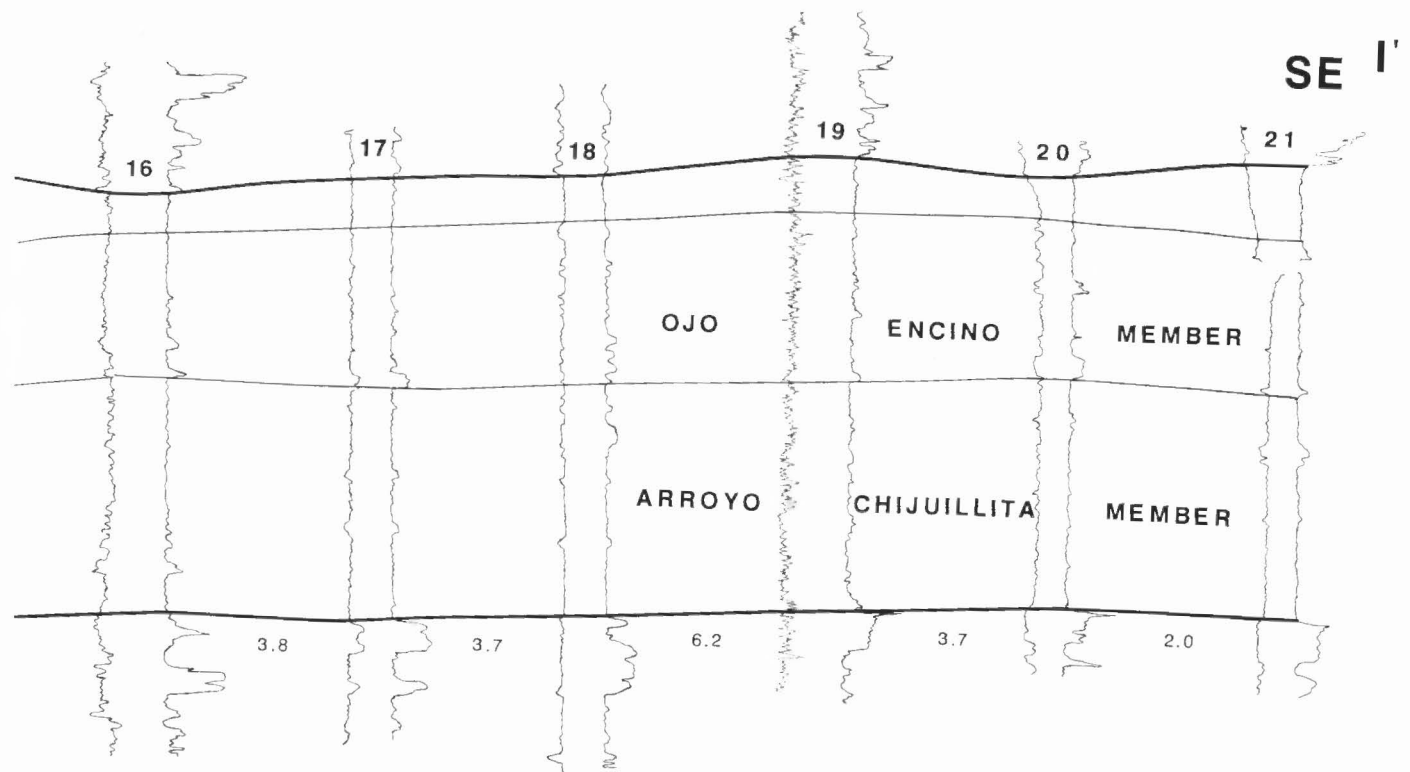 SE I'
16 17 18 19 20 21
OJO ENCINO MEMBER
ARROYO CHIJUILLITA MEMBER
3.8 3.7 6.2 3.7 2.0